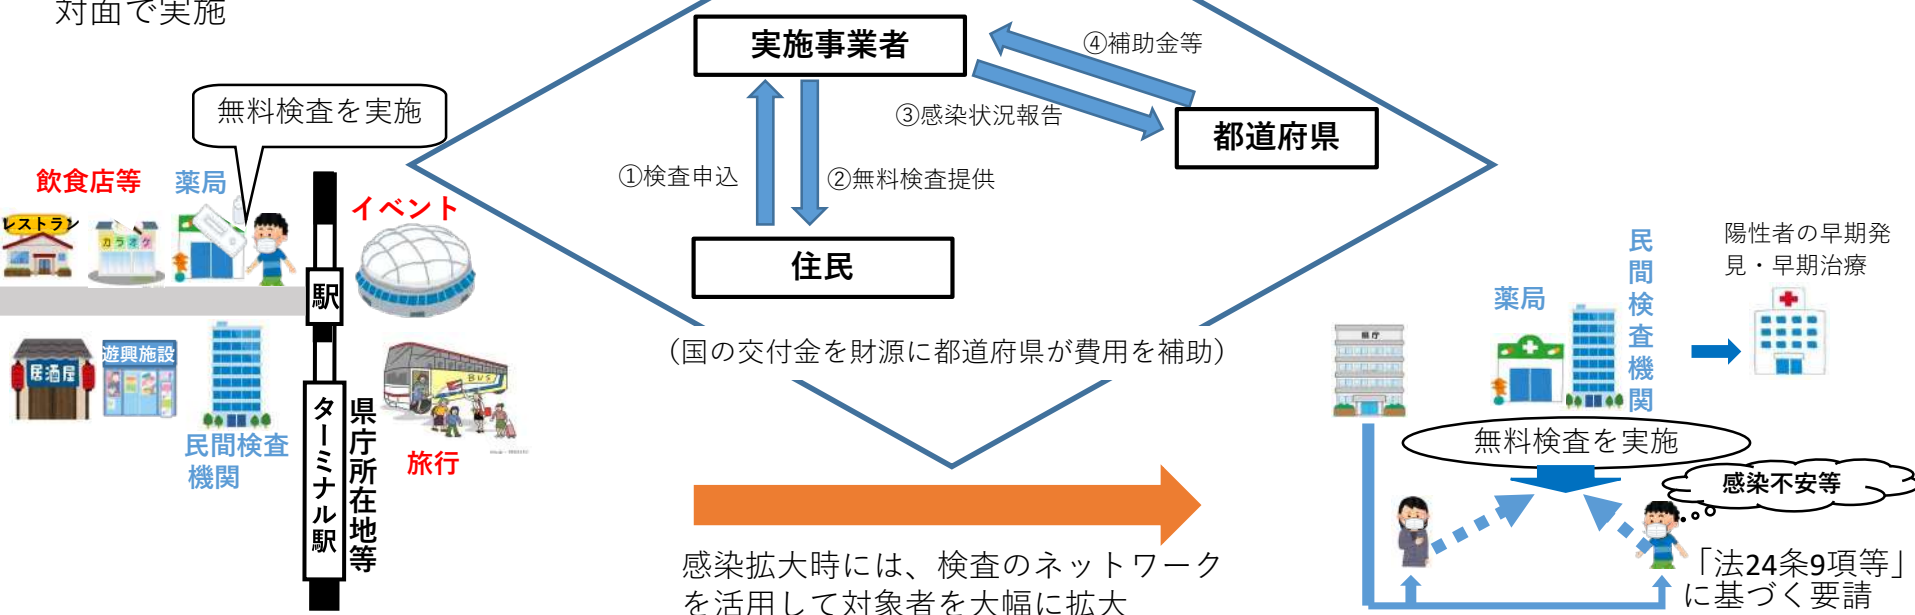 対面で実施
無料検査を実施
飲食店等
薬局
レストラン
カラオケ
イベント
駅
居酒屋
遊興施設
民間検査
機関
BUS
旅行
ターミナル駅
県庁所在地等
実施事業者
④補助金等
③感染状況報告
都道府県
①検査申込
②無料検査提供
住民
（国の交付金を財源に都道府県が費用を補助）
感染拡大時には、検査のネットワーク
を活用して対象者を大幅に拡大
県庁
薬局
民間検査機関
陽性者の早期発
見・早期治療
無料検査を実施
感染不安等
「法24条9項等」
に基づく要請